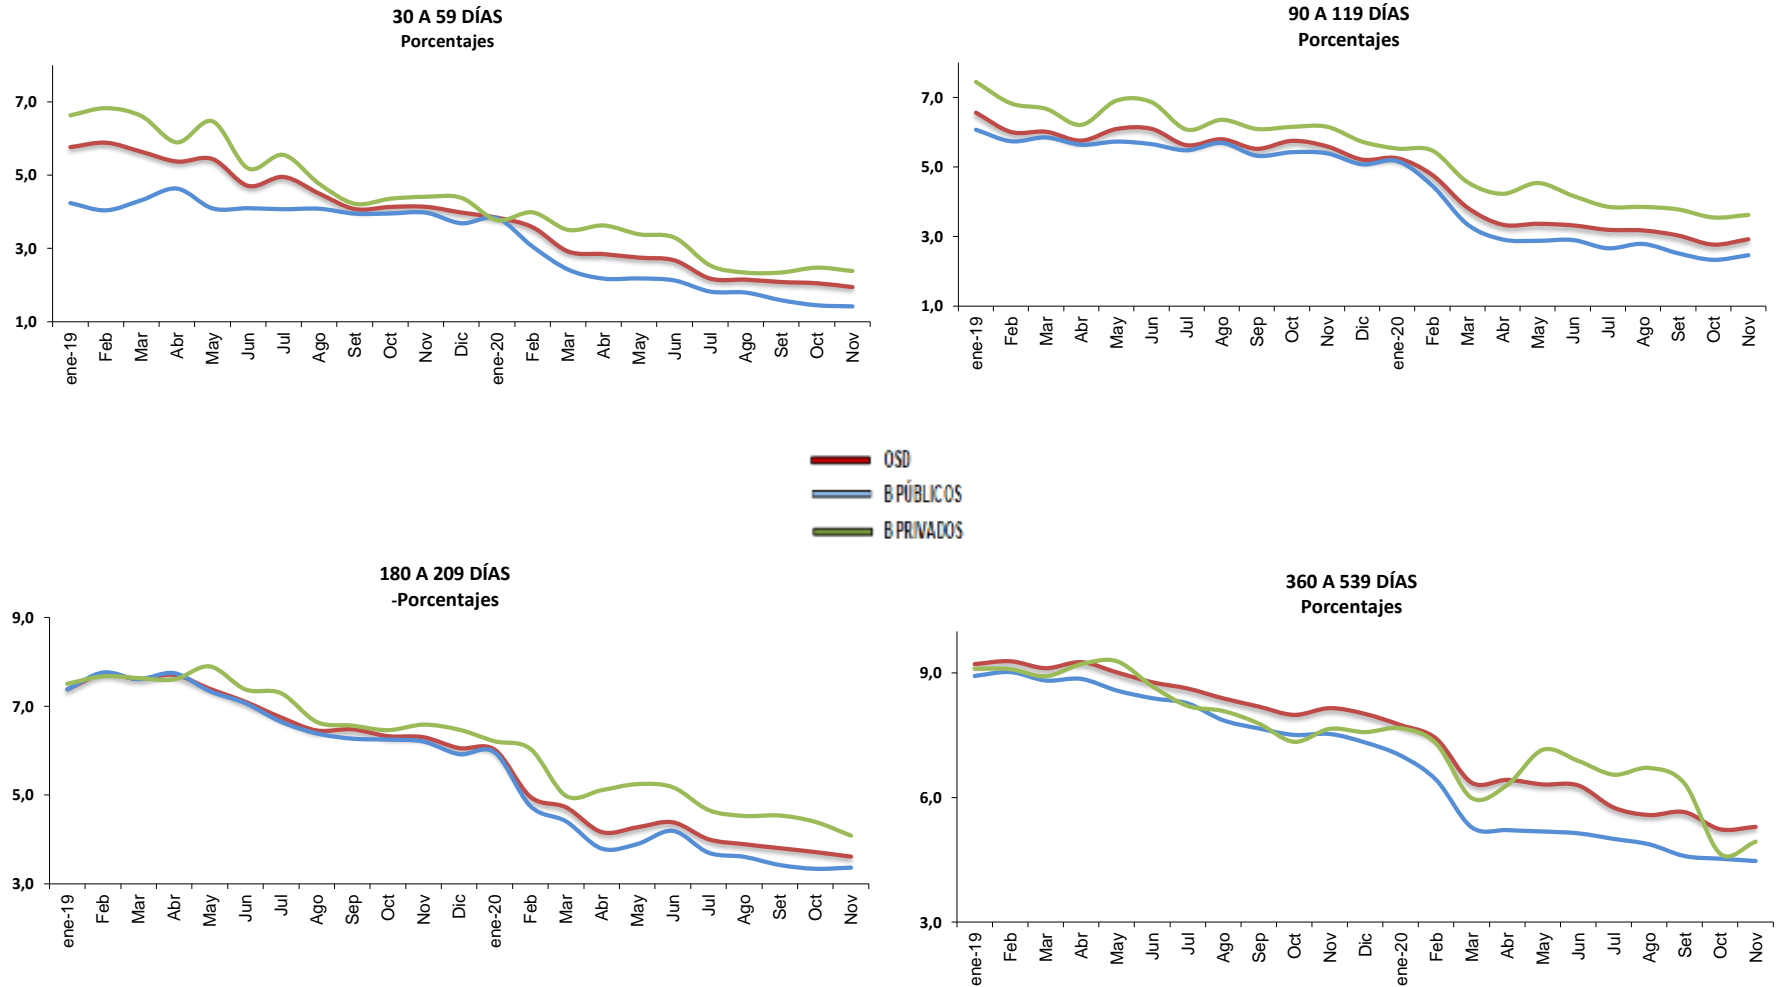 30 A 59 DÍAS
Porcentajes
7,0
5,0
3,0
1,0
ene-19 Feb Mar Abr May Jun Jul Ago Set Oct Nov Dic ene-20 Feb Mar Abr May Jun Jul Ago Set Oct Nov
90 A 119 DÍAS
Porcentajes
7,0
5,0
3,0
1,0
ene-19 Feb Mar Abr May Jun Jul Ago Sep Oct Nov Dic ene-20 Feb Mar Abr May Jun Jul Ago Set Oct Nov
OSD
B PÚBLICOS
B PRIVADOS
180 A 209 DÍAS
-Porcentajes
9,0
7,0
5,0
3,0
ene-19 Feb Mar Abr May Jun Jul Ago Sep Oct Nov Dic ene-20 Feb Mar Abr May Jun Jul Ago Set Oct Nov
360 A 539 DÍAS
Porcentajes
9,0
6,0
3,0
ene-19 Feb Mar Abr May Jun Jul Ago Sep Oct Nov Dic ene-20 Feb Mar Abr May Jun Jul Ago Set Oct Nov